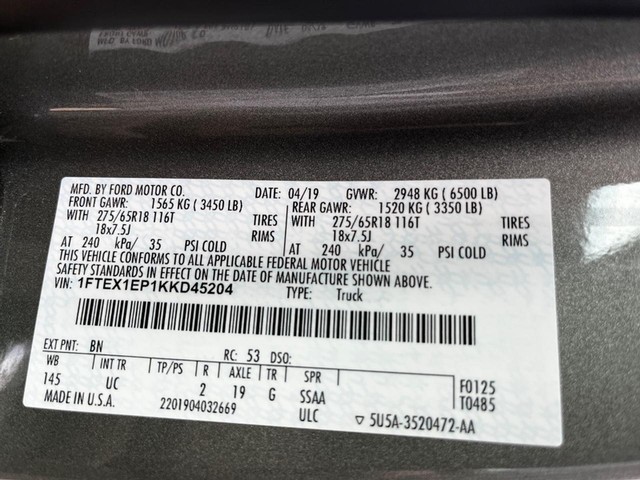 MFD. BY FORD MOTOR CO. DATE: 04/19 GVWR: 2948 KG ( 6500 LB)
FRONT GAWR: 1565 KG ( 3450 LB) REAR GAWR: 1520 KG ( 3350 LB)
WITH 275/65R18 116T TIRES WITH 275/65R18 116T TIRES
18x7.5J RIMS 18x7.5J RIMS
AT 240 kPa/ 35 PSI COLD AT 240 kPa/ 35 PSI COLD
THIS VEHICLE CONFORMS TO ALL APPLICABLE FEDERAL MOTOR VEHICLE
SAFETY STANDARDS IN EFFECT ON THE DATE OF MANUFACTURE SHOWN ABOVE.
VIN: 1FTEX1EP1KKD45204 TYPE: Truck
EXT PNT: BN RC: 53 DSO:
WB INT TR TP/PS R AXLE TR SPR F0125
145 UC 2 19 G SSAA T0485
MADE IN U.S.A. 2201904032669 ULC ▽ 5U5A-3520472-AA